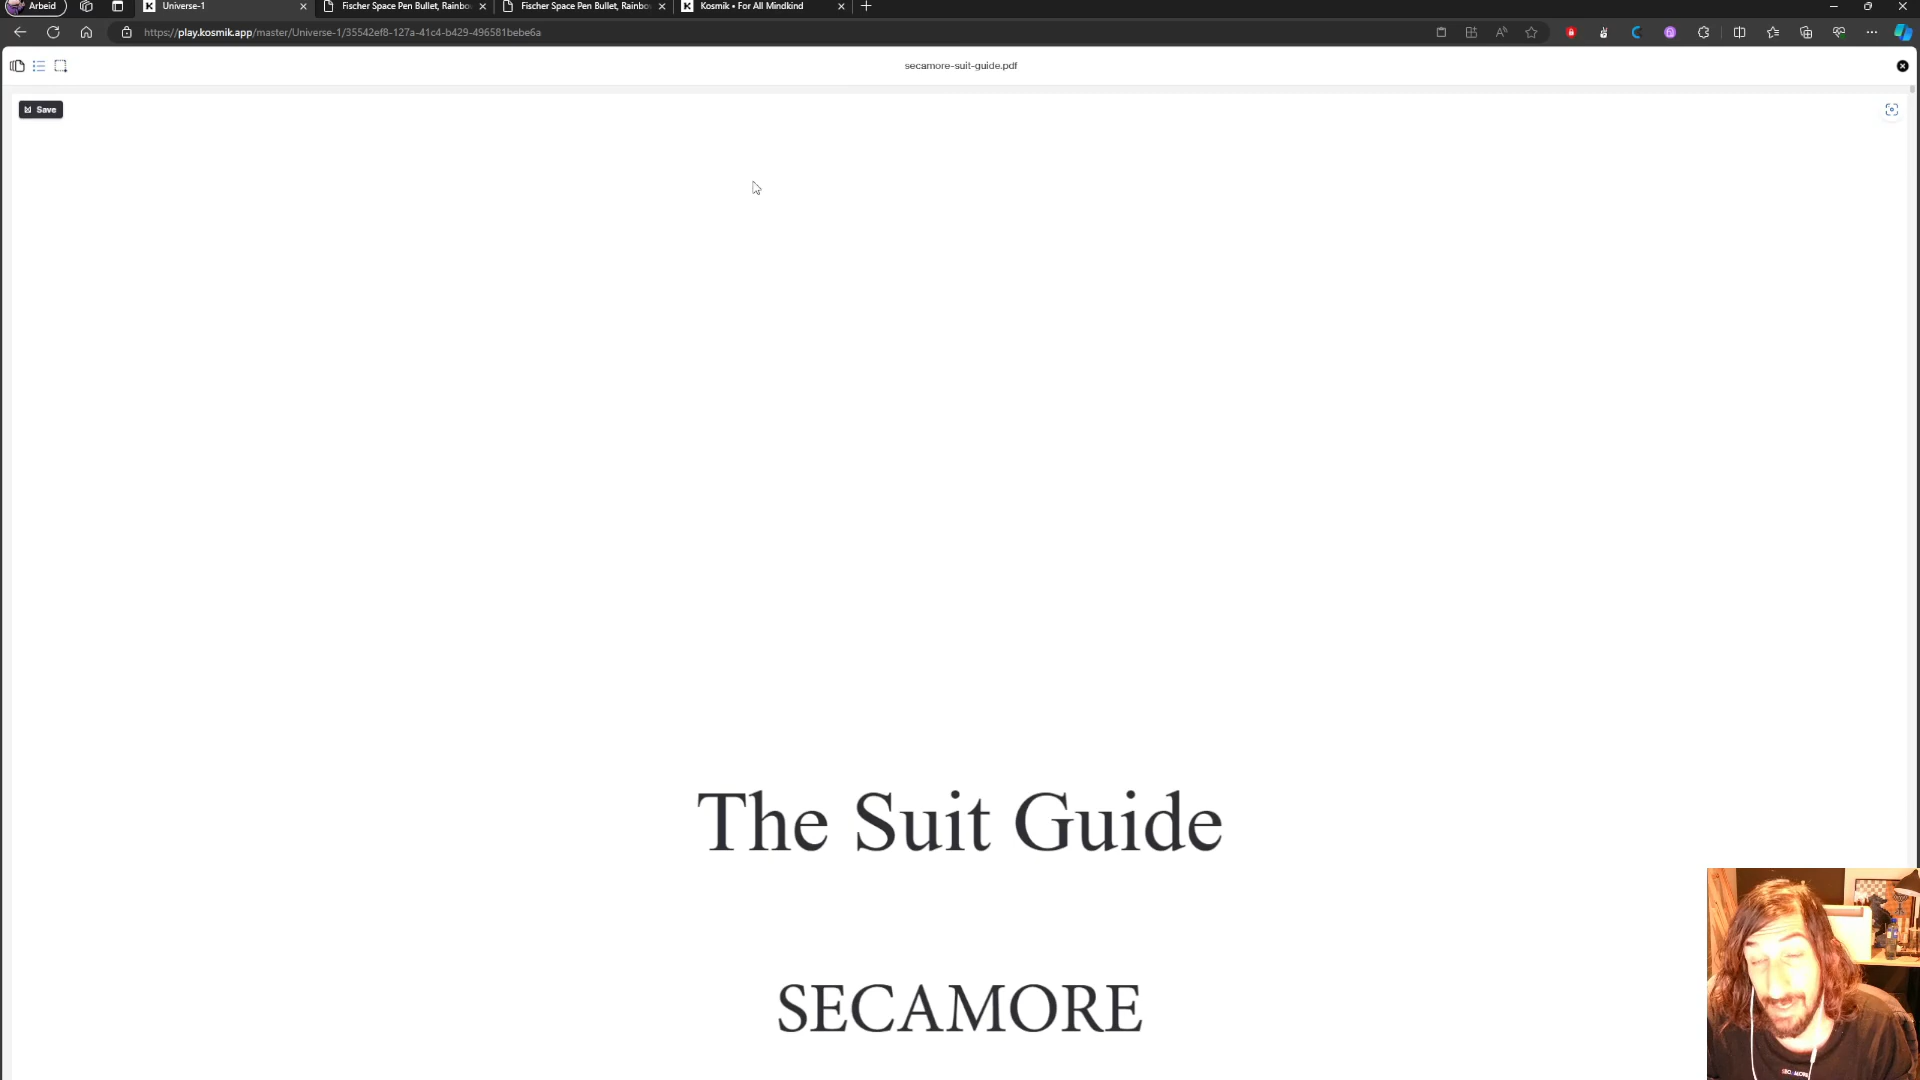 Arbeid
Universe-1
Fischer Space Pen Bullet, Rainbo
Fischer Space Pen Bullet, Rainbo
Kosmik • For All Mindkind
https://play.kosmik.app/master/Universe-1/35542ef8-127a-41c4-b429-496581bebe6a
secamore-suit-guide.pdf
Save
The Suit Guide
SECAMORE